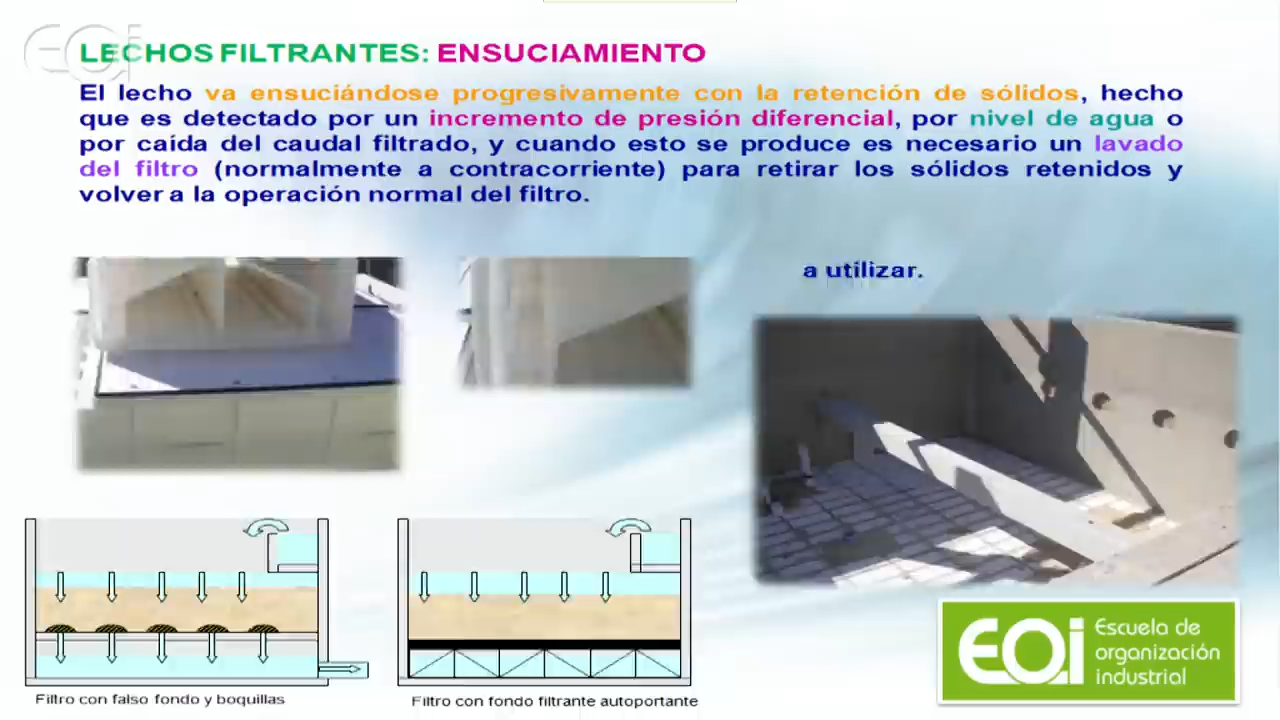 LECHOS FILTRANTES: ENSUCIAMIENTO
El lecho va ensuciándose progresivamente con la retención de sólidos, hecho
que es detectado por un incremento de presión diferencial, por nivel de agua o
por caída del caudal filtrado, y cuando esto se produce es necesario un lavado
del filtro (normalmente a contracorriente) para retirar los sólidos retenidos y
volver a la operación normal del filtro.
a utilizar.
Filtro con falso fondo y boquillas
Filtro con fondo filtrante autoportante
EOi
Escuela de
organización
industrial
EOi